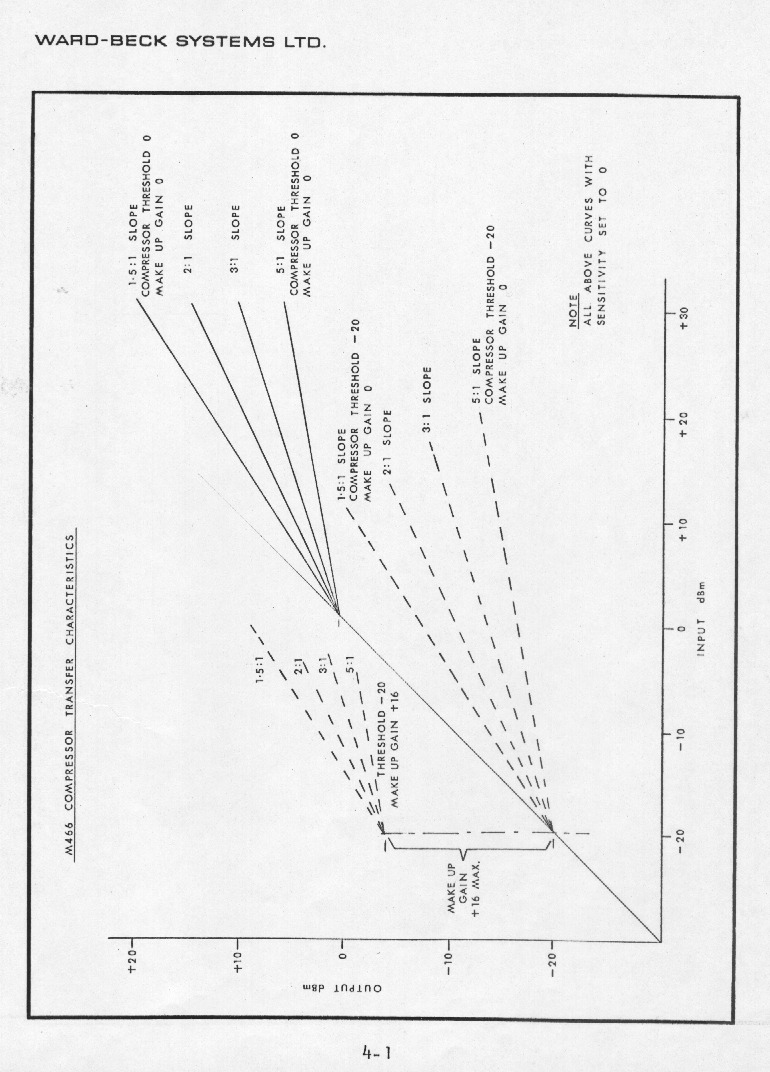 WARD-BECK SYSTEMS LTD.
M466 COMPRESSOR TRANSFER CHARACTERISTICS
1·5:1 SLOPE
COMPRESSOR THRESHOLD 0
MAKE UP GAIN 0
2:1 SLOPE
3:1 SLOPE
5:1 SLOPE
COMPRESSOR THRESHOLD 0
MAKE UP GAIN 0
1·5:1
2:1
3:1
5:1
THRESHOLD -20
MAKE UP GAIN +16
1·5:1 SLOPE
COMPRESSOR THRESHOLD -20
MAKE UP GAIN 0
2:1 SLOPE
3:1 SLOPE
5:1 SLOPE
COMPRESSOR THRESHOLD -20
MAKE UP GAIN 0
MAKE UP
GAIN
+16 MAX.
NOTE
ALL ABOVE CURVES WITH
SENSITIVITY SET TO 0
OUTPUT dBm
+20
+10
0
-10
-20
-20
-10
0
+10
+20
+30
INPUT dBm
4-1